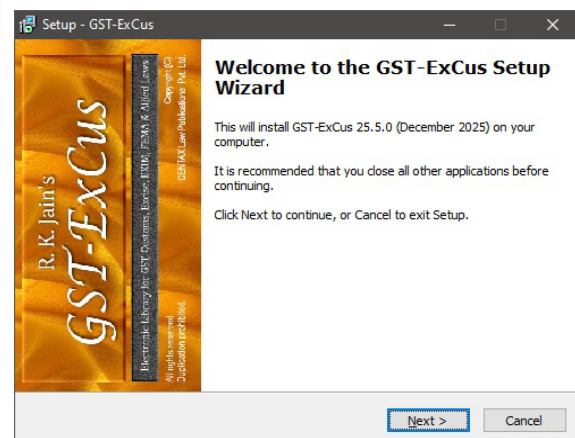 Setup - GST-ExCus
R. K. Jain's
GST-ExCus
Electronic Library for GST, Customs, Excise, EXIM, FEMA & Allied Laws
Copyright (C)
CENTAX Law Publications Pvt. Ltd.
All rights reserved.
Duplication prohibited.
Welcome to the GST-ExCus Setup
Wizard
This will install GST-ExCus 25.5.0 (December 2025) on your
computer.
It is recommended that you close all other applications before
continuing.
Click Next to continue, or Cancel to exit Setup.
Next >
Cancel